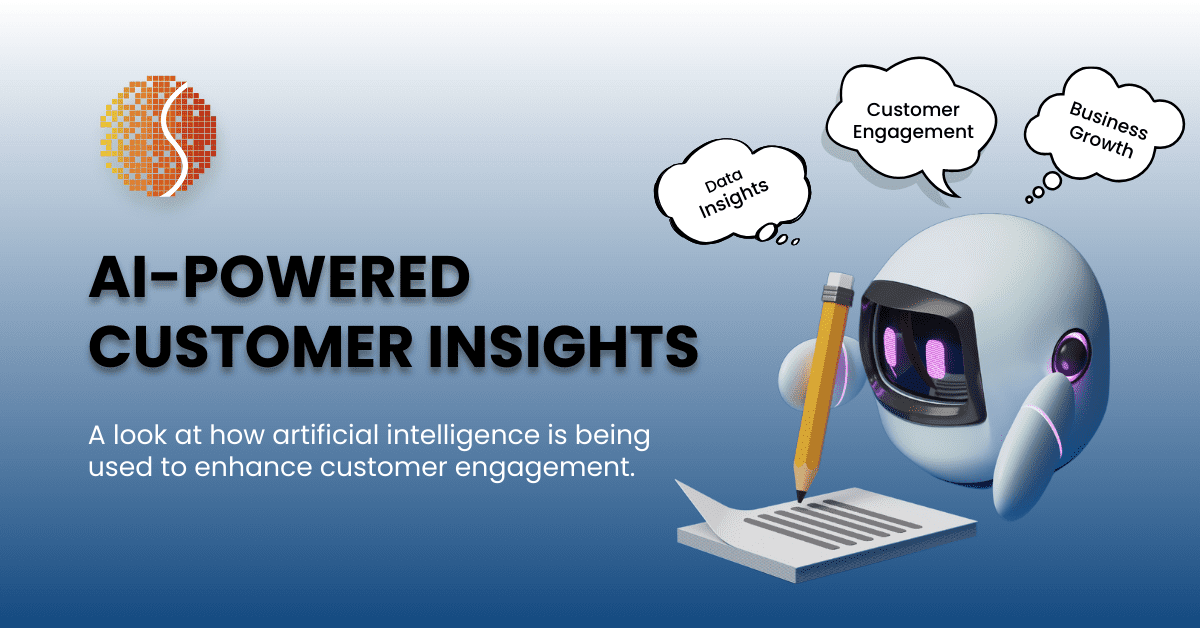 AI-POWERED
CUSTOMER INSIGHTS
A look at how artificial intelligence is being
used to enhance customer engagement.
Data
Insights
Customer
Engagement
Business
Growth